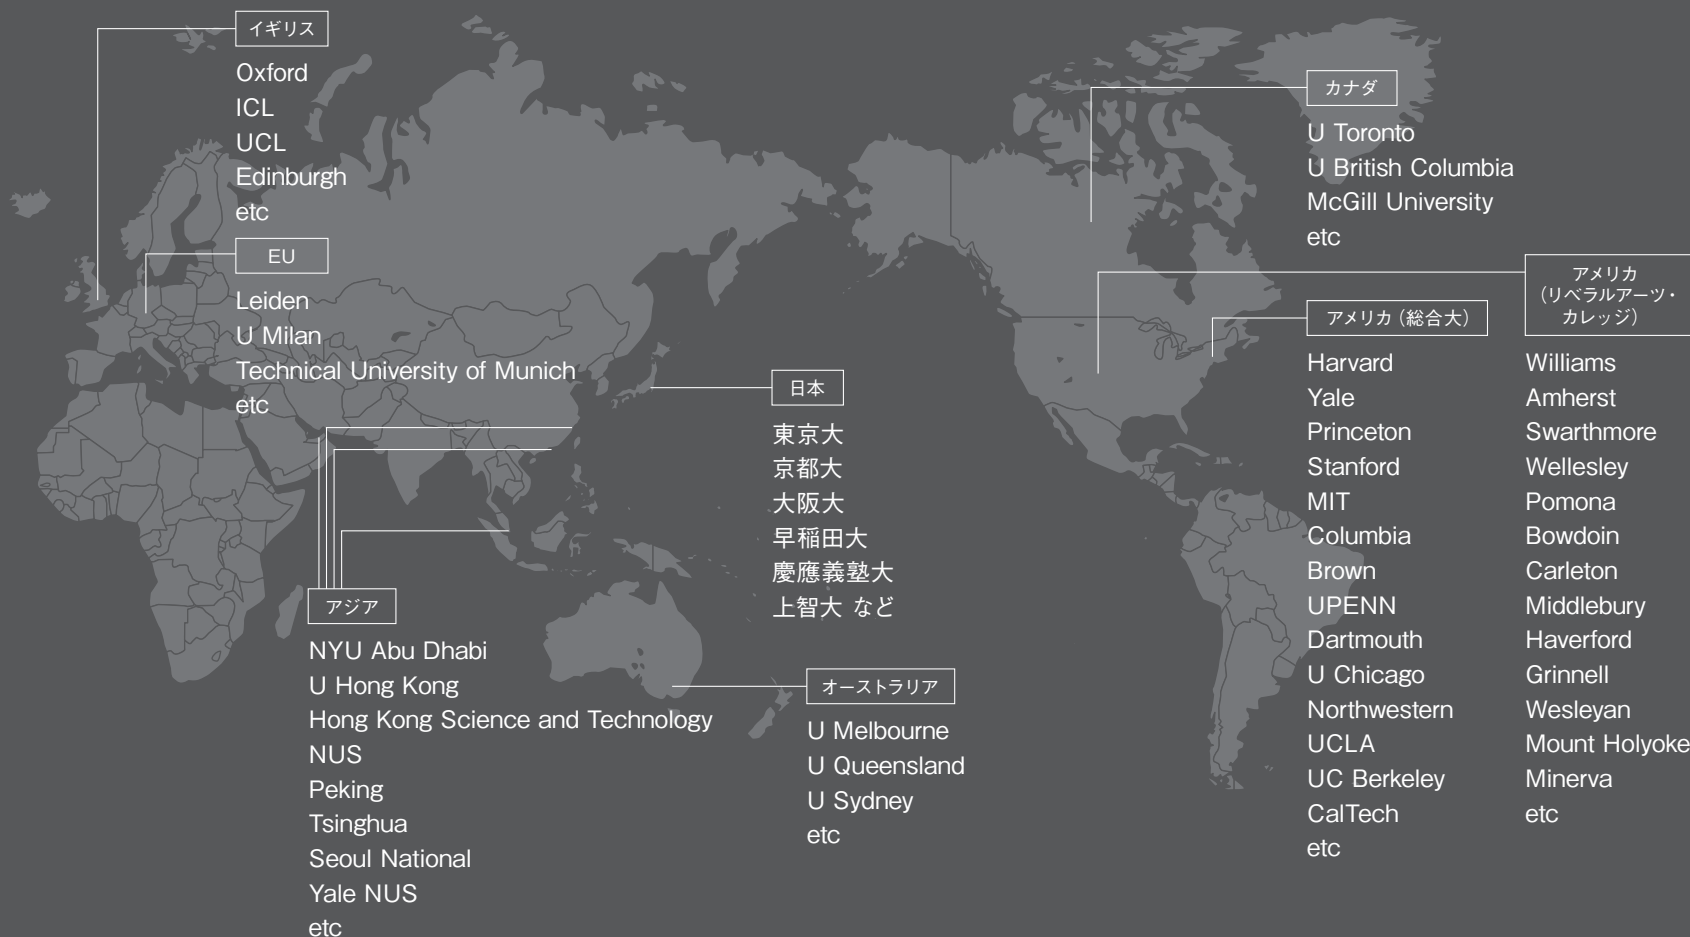 イギリス
Oxford
ICL
UCL
Edinburgh
etc
EU
Leiden
U Milan
Technical University of Munich
etc
アジア
NYU Abu Dhabi
U Hong Kong
Hong Kong Science and Technology
NUS
Peking
Tsinghua
Seoul National
Yale NUS
etc
日本
東京大
京都大
大阪大
早稲田大
慶應義塾大
上智大 など
オーストラリア
U Melbourne
U Queensland
U Sydney
etc
カナダ
U Toronto
U British Columbia
McGill University
etc
アメリカ（総合大）
Harvard
Yale
Princeton
Stanford
MIT
Columbia
Brown
UPENN
Dartmouth
U Chicago
Northwestern
UCLA
UC Berkeley
CalTech
etc
アメリカ
（リベラルアーツ・
カレッジ）
Williams
Amherst
Swarthmore
Wellesley
Pomona
Bowdoin
Carleton
Middlebury
Haverford
Grinnell
Wesleyan
Mount Holyoke
Minerva
etc